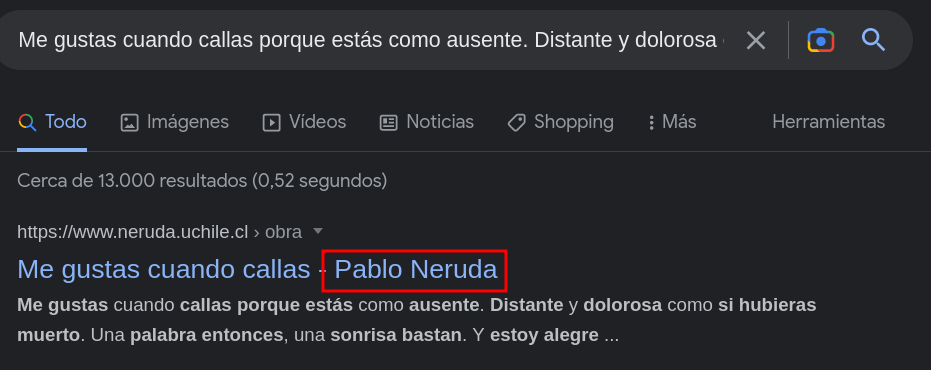 Me gustas cuando callas porque estás como ausente. Distante y dolorosa
Todo Imágenes Vídeos Noticias Shopping Más Herramientas
Cerca de 13.000 resultados (0,52 segundos)
https://www.neruda.uchile.cl › obra
Me gustas cuando callas - Pablo Neruda
Me gustas cuando callas porque estás como ausente. Distante y dolorosa como si hubieras
muerto. Una palabra entonces, una sonrisa bastan. Y estoy alegre ...